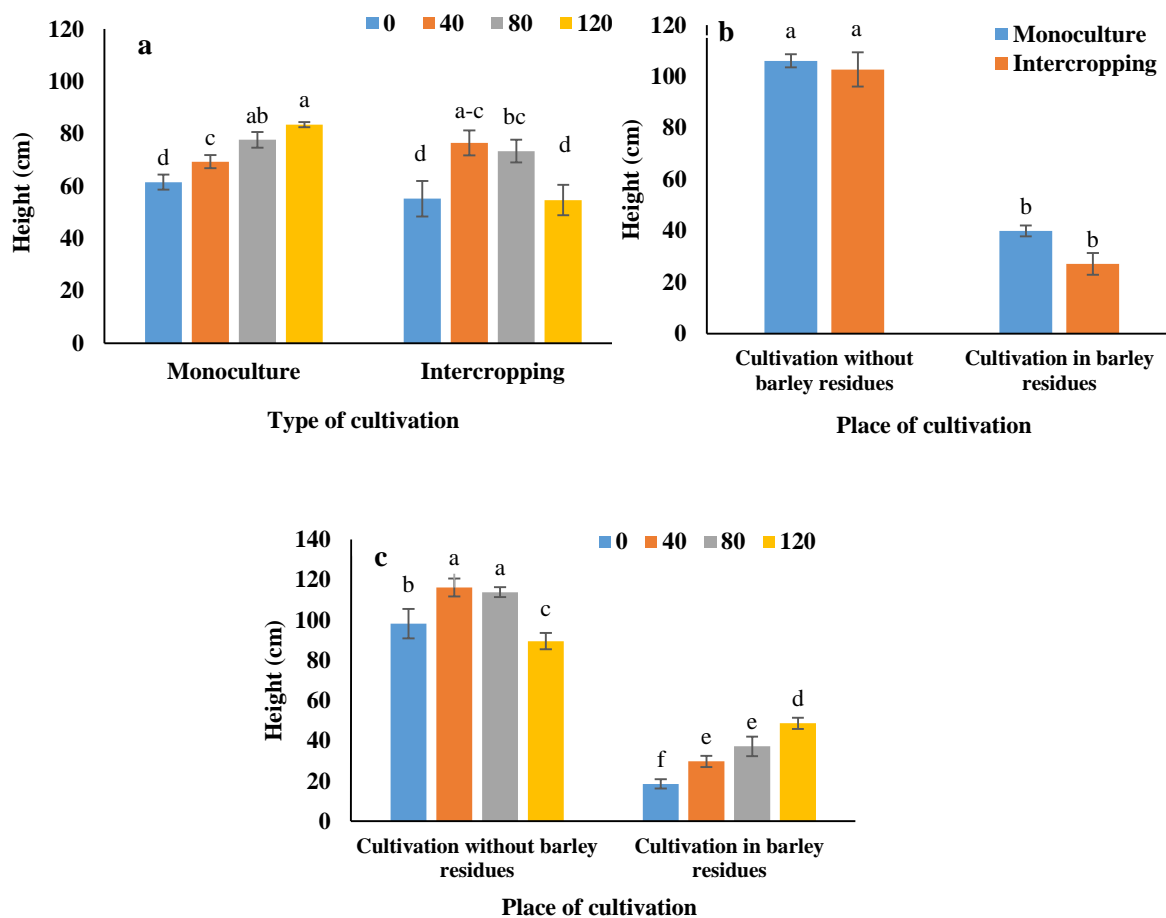 a
0 40 80 120
120
100
80
60
40
20
0
Height (cm)
d c ab a
d a-c bc d
Monoculture Intercropping
Type of cultivation
b
Monoculture
Intercropping
120
100
80
60
40
20
0
Height (cm)
a a
b b
Cultivation without
barley residues
Cultivation in barley
residues
Place of cultivation
c
0 40 80 120
140
120
100
80
60
40
20
0
Height (cm)
b a a c
f e e d
Cultivation without barley
residues
Cultivation in barley
residues
Place of cultivation